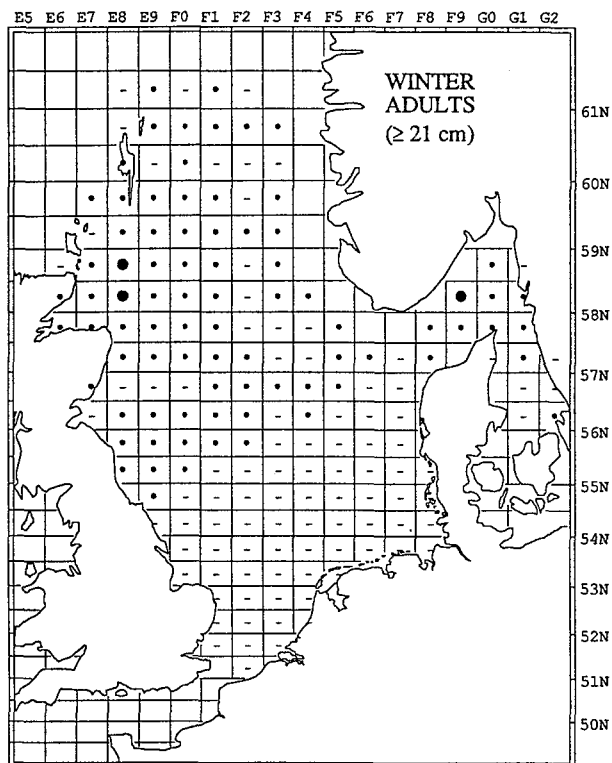 E5 E6 E7 E8 E9 F0 F1 F2 F3 F4 F5 F6 F7 F8 F9 G0 G1 G2
WINTER
ADULTS
(≥ 21 cm)
61N
60N
59N
58N
57N
56N
55N
54N
53N
52N
51N
50N